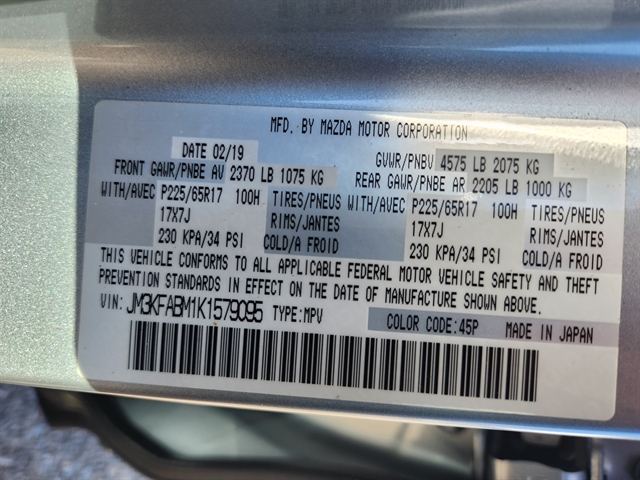 MFD. BY MAZDA MOTOR CORPORATION
DATE 02/19 GVWR/PNBV 4575 LB 2075 KG
FRONT GAWR/PNBE AV 2370 LB 1075 KG REAR GAWR/PNBE AR 2205 LB 1000 KG
WITH/AVEC P225/65R17 100H TIRES/PNEUS WITH/AVEC P225/65R17 100H TIRES/PNEUS
17X7J RIMS/JANTES 17X7J RIMS/JANTES
230 KPA/34 PSI COLD/A FROID 230 KPA/34 PSI COLD/A FROID
THIS VEHICLE CONFORMS TO ALL APPLICABLE FEDERAL MOTOR VEHICLE SAFETY AND THEFT
PREVENTION STANDARDS IN EFFECT ON THE DATE OF MANUFACTURE SHOWN ABOVE.
VIN: JM3KFABM1K1579095 TYPE:MPV COLOR CODE:45P MADE IN JAPAN